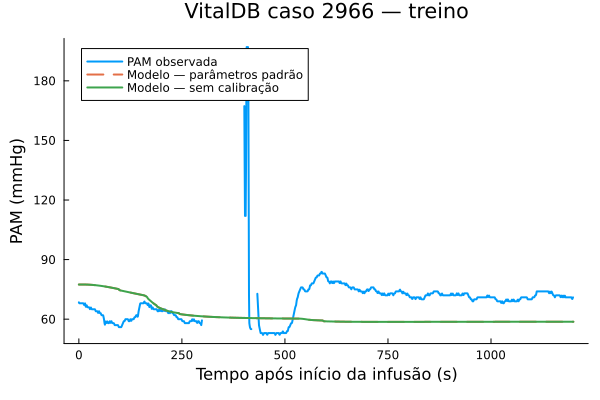 VitalDB caso 2966 — treino
PAM observada
Modelo — parâmetros padrão
Modelo — sem calibração
PAM (mmHg)
180
150
120
90
60
0
250
500
750
1000
Tempo após início da infusão (s)